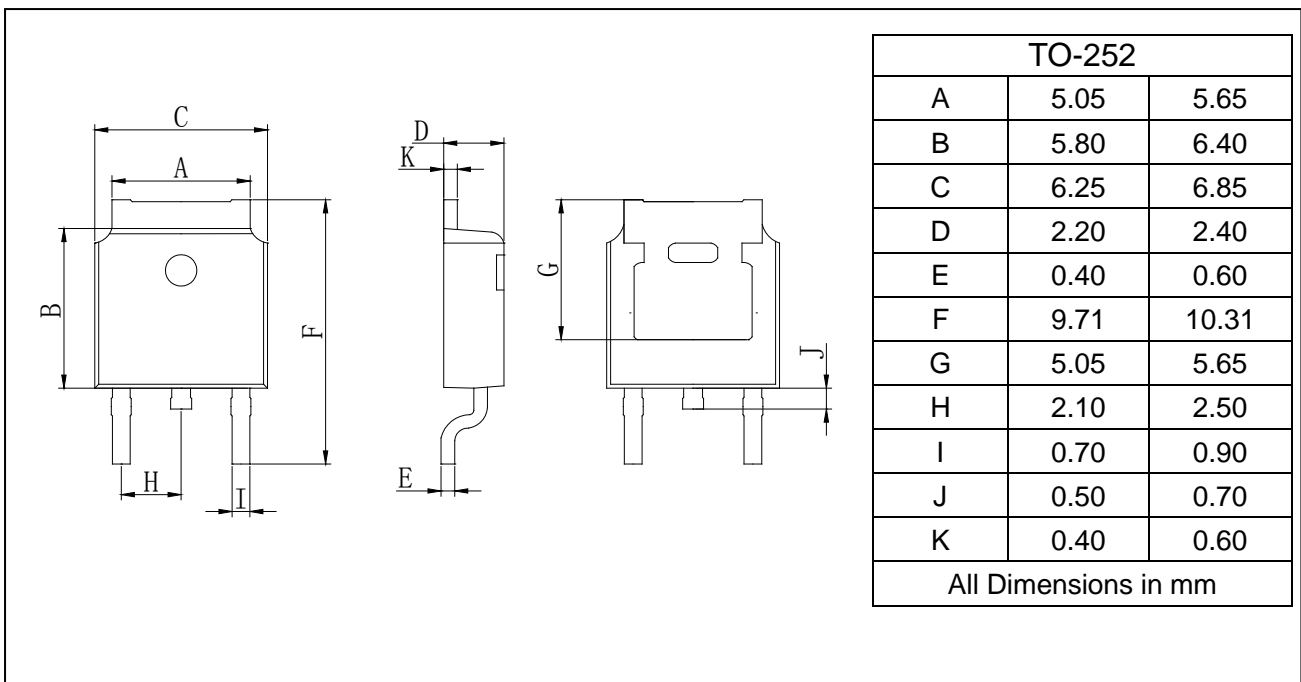 C
A
B
F
H
I
D
K
E
G
J
TO-252
A 5.05 5.65
B 5.80 6.40
C 6.25 6.85
D 2.20 2.40
E 0.40 0.60
F 9.71 10.31
G 5.05 5.65
H 2.10 2.50
I 0.70 0.90
J 0.50 0.70
K 0.40 0.60
All Dimensions in mm